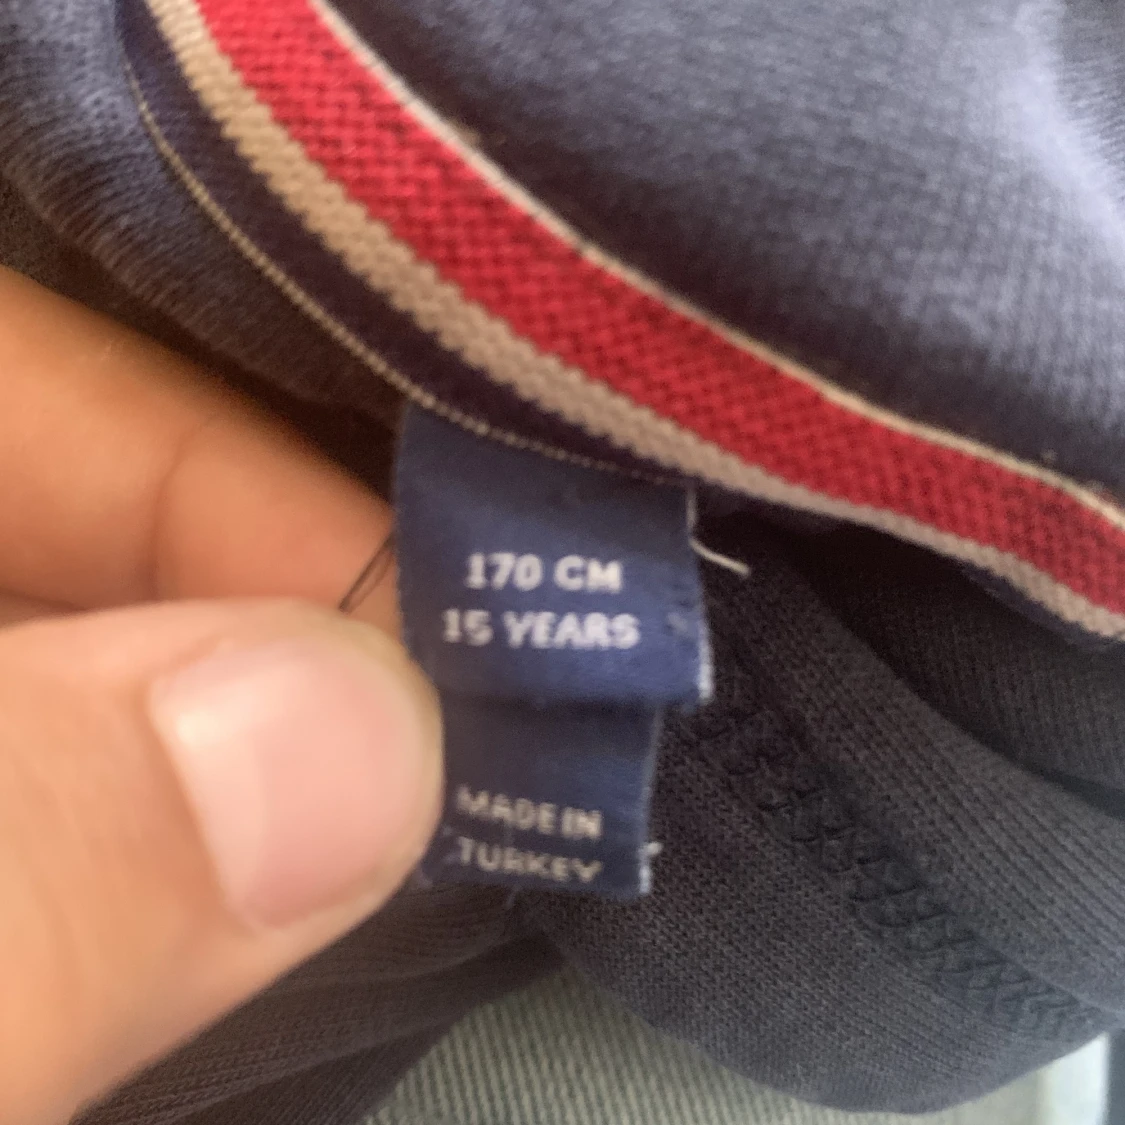 170 CM
15 YEARS
MADE IN
TURKEY